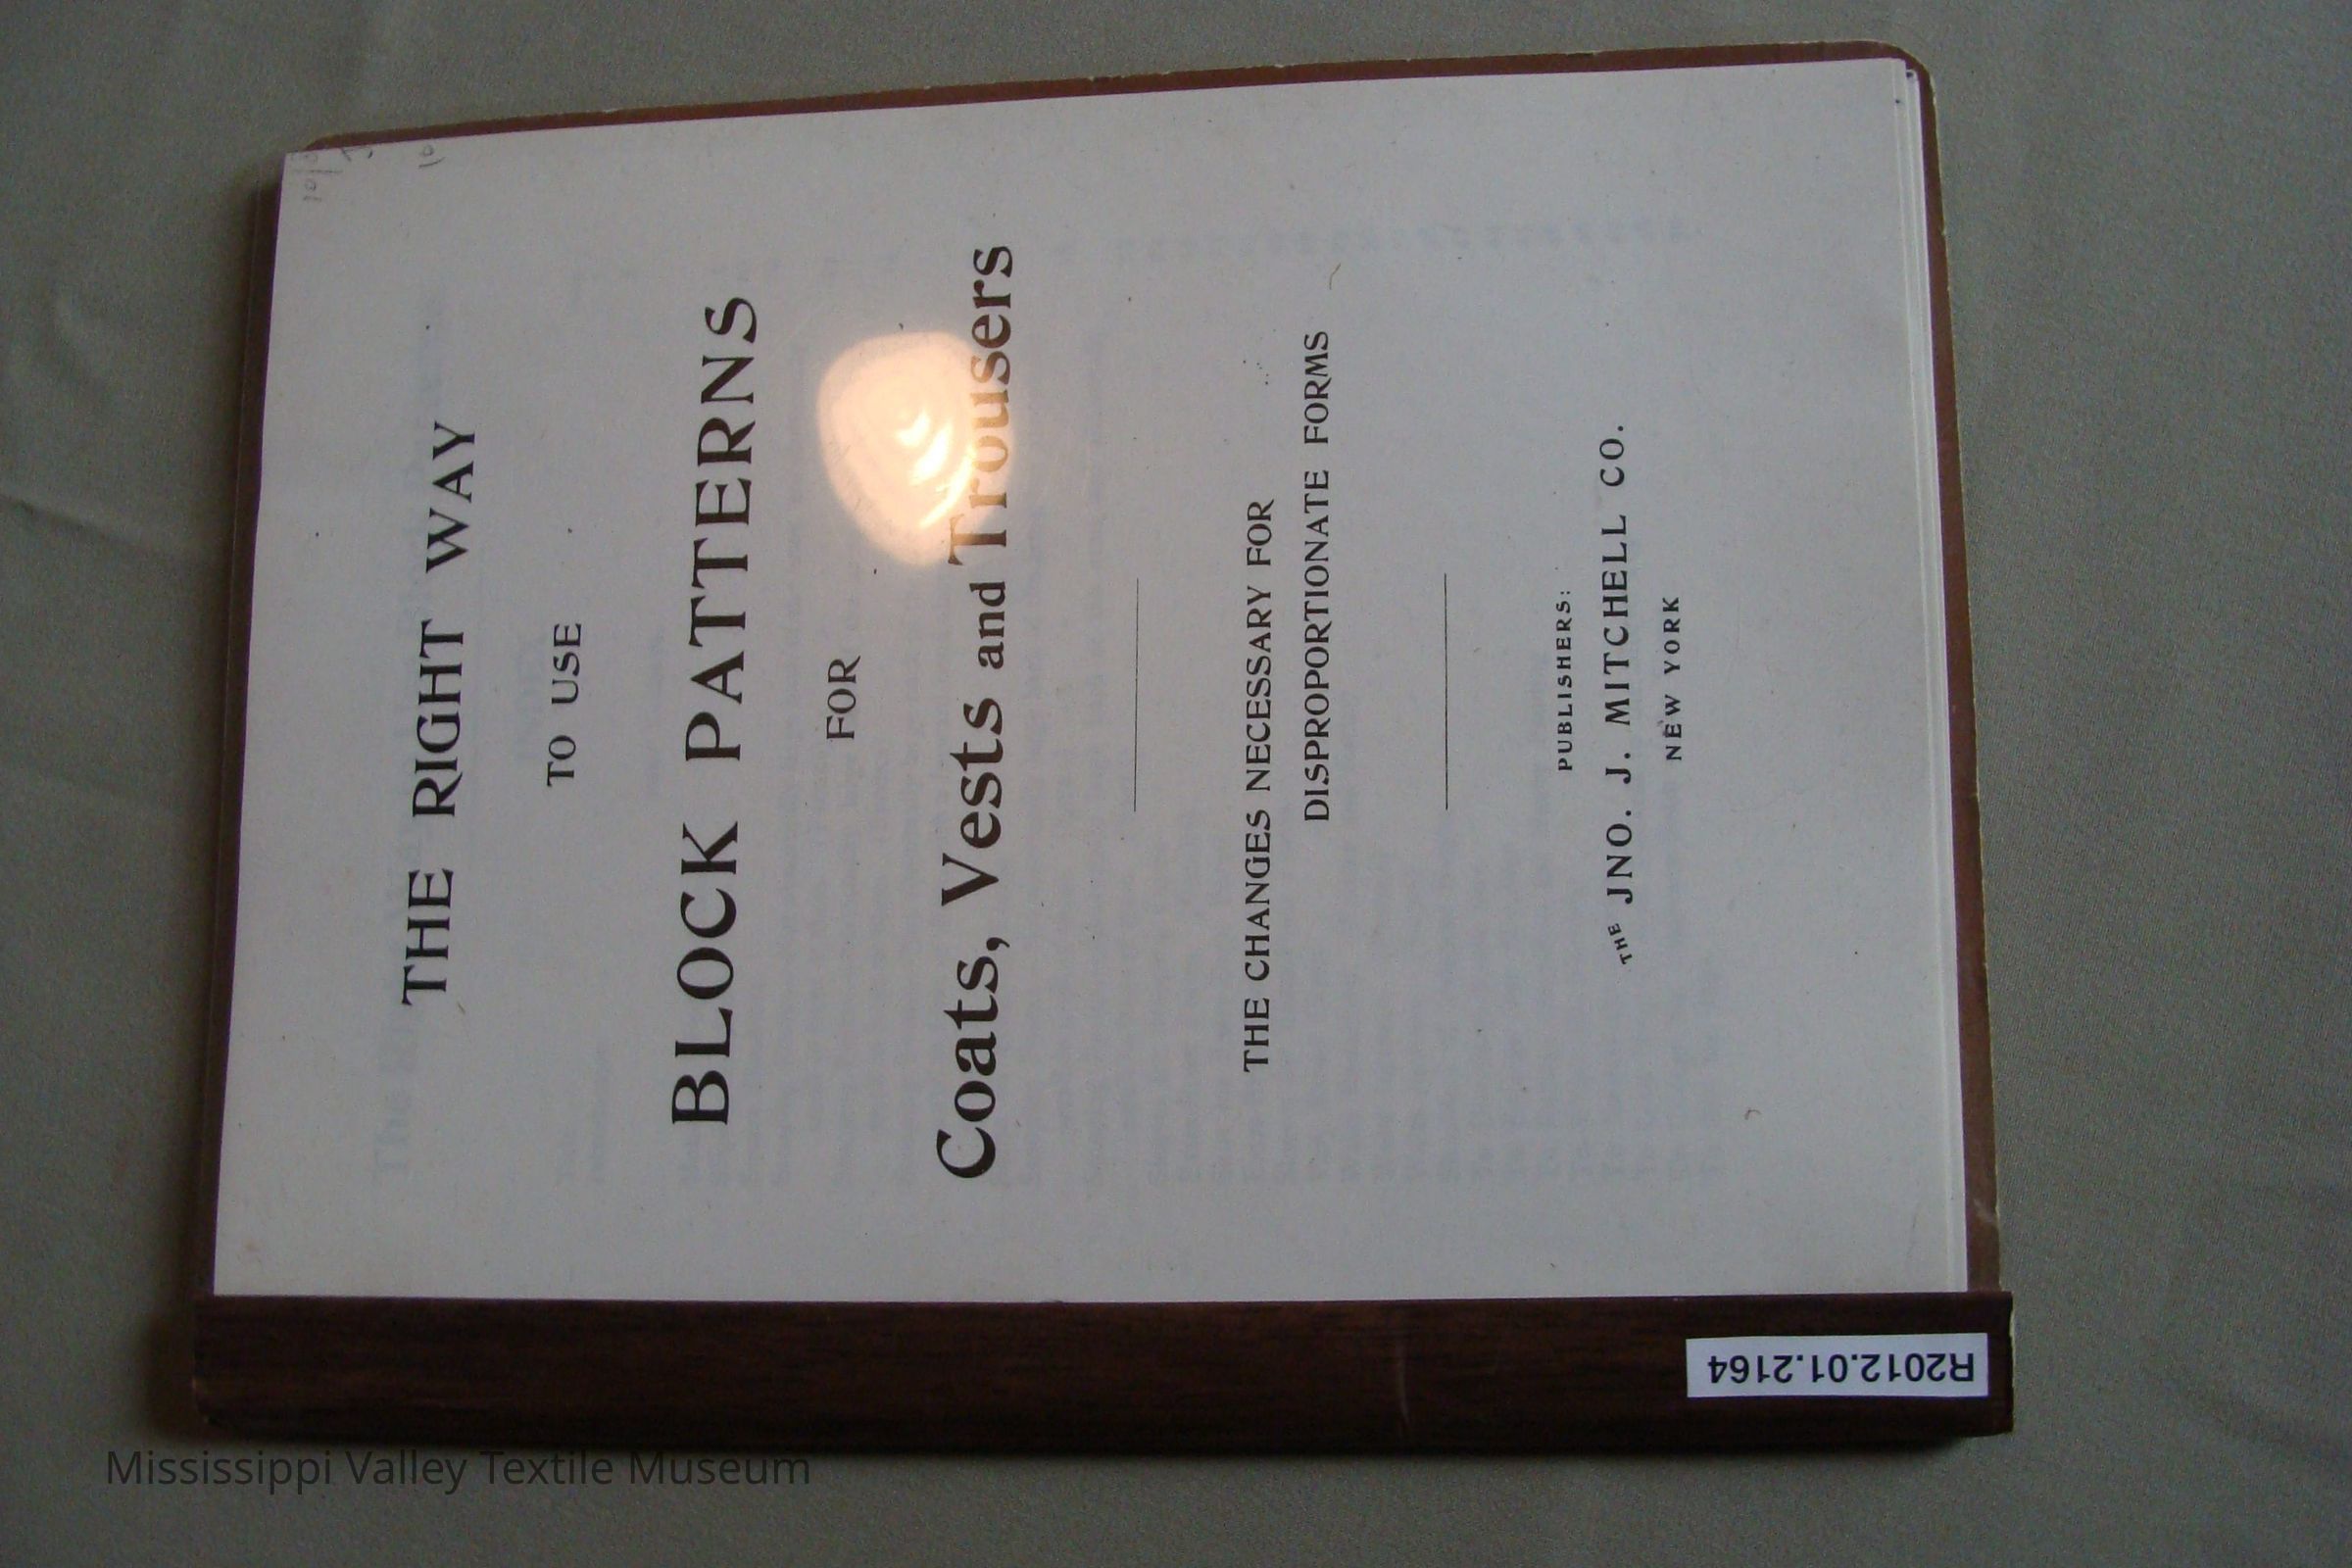 THE RIGHT WAY
TO USE
BLOCK PATTERNS
FOR
Coats, Vests and Trousers
THE CHANGES NECESSARY FOR
DISPROPORTIONATE FORMS
PUBLISHERS:
THE JNO. J. MITCHELL CO.
NEW YORK
R2012.01.2164
Mississippi Valley Textile Museum